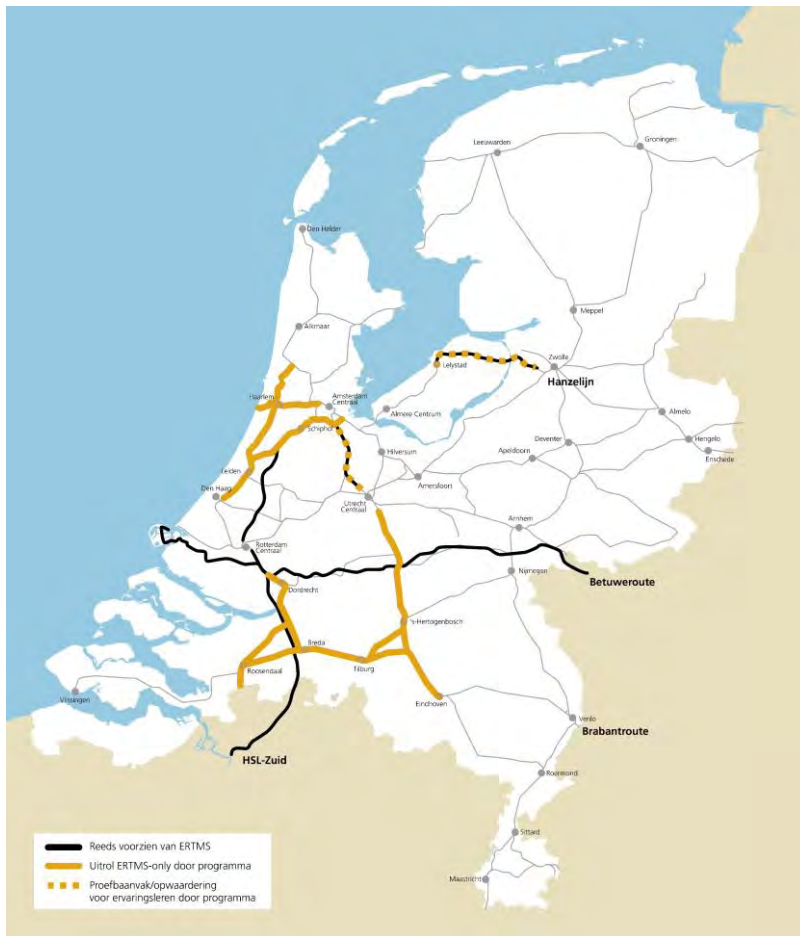 Leeuwarden
Groningen
Den Helder
Meppel
Alkmaar
Zwolle
Lelystad
Hanzelijn
Haarlem
Amsterdam
Centraal
Almere Centrum
Almelo
Schiphol
Deventer
Hengelo
Hilversum
Apeldoorn
Enschede
Leiden
Amersfoort
Den Haag
Utrecht
Centraal
Arnhem
Rotterdam
Centraal
Nijmegen
Betuweroute
Dordrecht
's-Hertogenbosch
Breda
Tilburg
Roosendaal
Vlissingen
Eindhoven
Venlo
Brabantroute
HSL-Zuid
Roermond
Sittard
Maastricht
Reeds voorzien van ERTMS
Uitrol ERTMS-only door programma
Proefbaanvak/opwaardering
voor ervaringsleren door programma